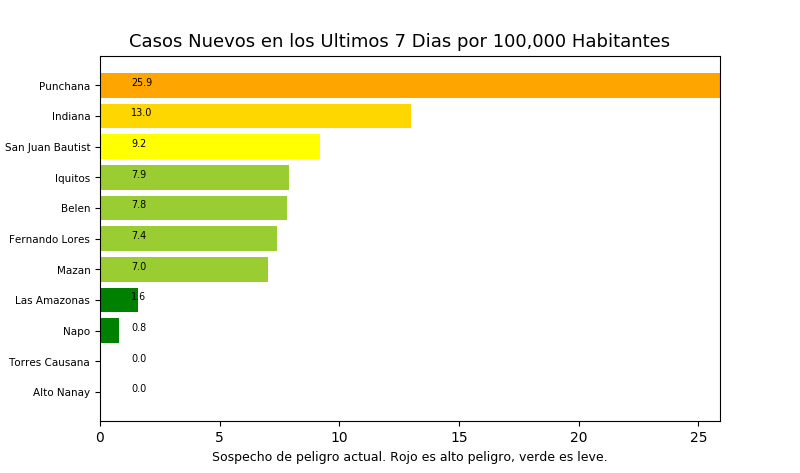 Casos Nuevos en los Ultimos 7 Dias por 100,000 Habitantes
Punchana 25.9
Indiana 13.0
San Juan Bautist 9.2
Iquitos 7.9
Belen 7.8
Fernando Lores 7.4
Mazan 7.0
Las Amazonas 1.6
Napo 0.8
Torres Causana 0.0
Alto Nanay 0.0
0 5 10 15 20 25
Sospecho de peligro actual. Rojo es alto peligro, verde es leve.